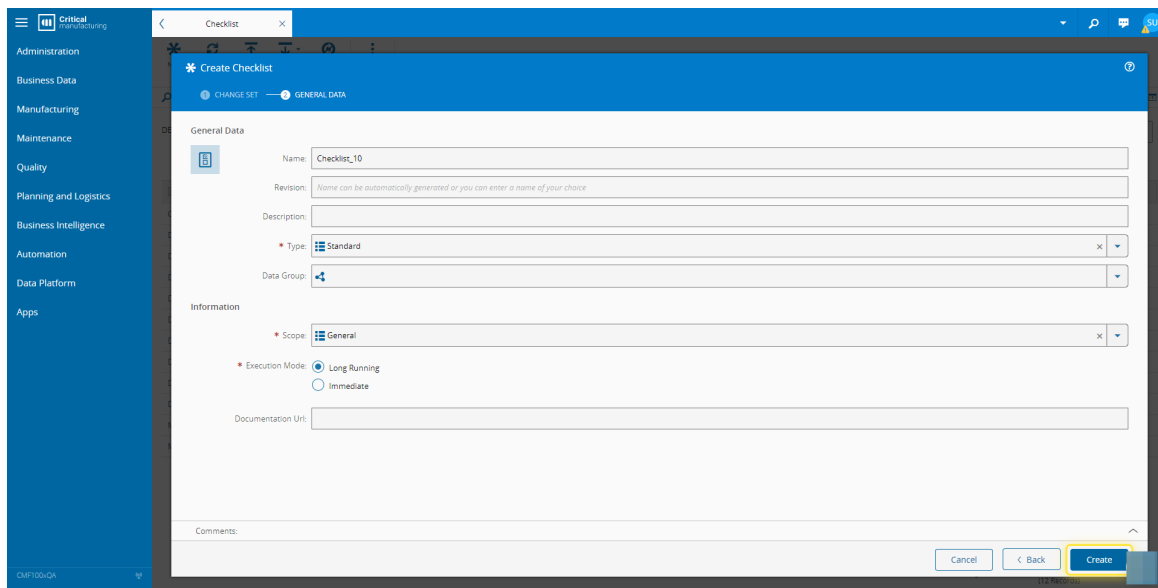 Critical
manufacturing
Checklist
SU
Administration
Business Data
Manufacturing
Maintenance
Quality
Planning and Logistics
Business Intelligence
Automation
Data Platform
Apps
CMF100xQA
Create Checklist
1 CHANGE SET 2 GENERAL DATA
General Data
Name: Checklist_10
Revision: Name can be automatically generated or you can enter a name of your choice
Description:
* Type: Standard
Data Group:
Information
* Scope: General
* Execution Mode: Long Running
Immediate
Documentation Url:
Comments:
Cancel < Back Create
(12 Records)